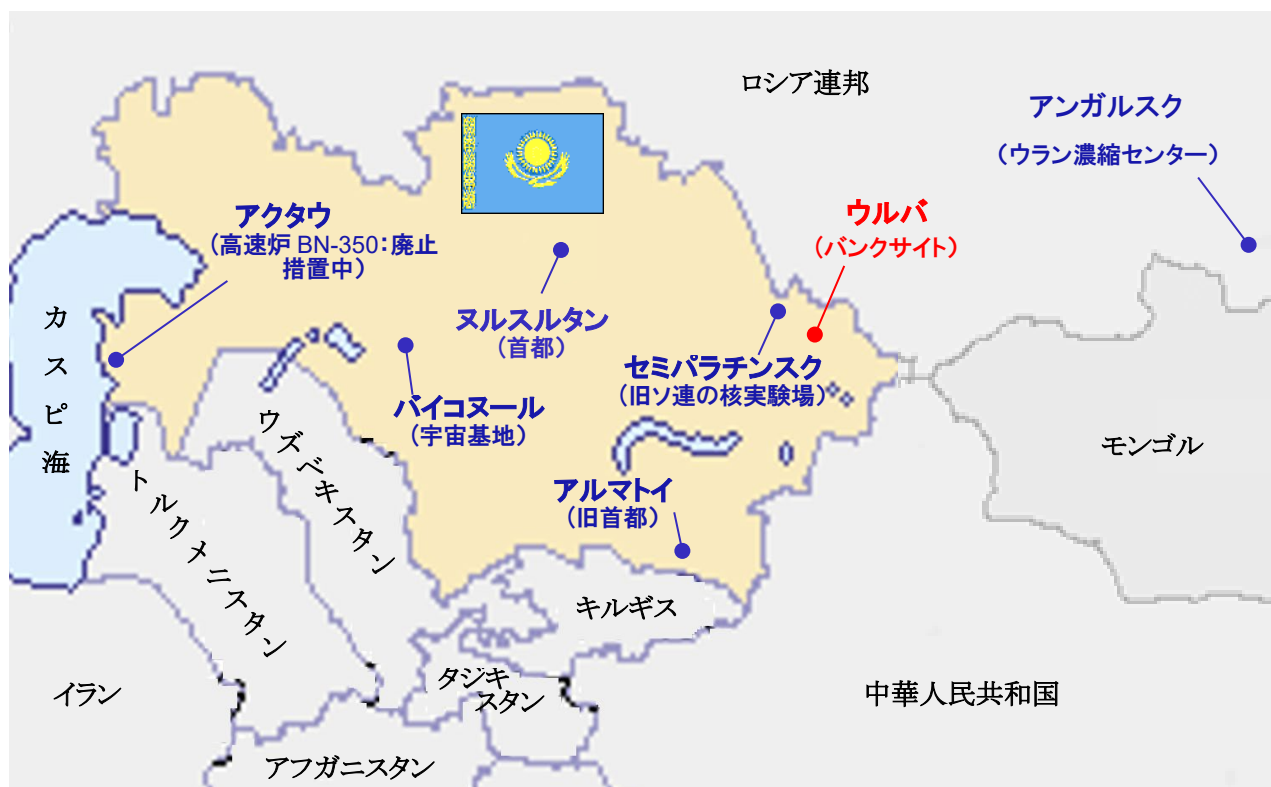 ロシア連邦
アンガルスク
（ウラン濃縮センター）
アクタウ
（高速炉 BN-350：廃止
措置中）
ウルバ
（バンクサイト）
カスピ海
ヌルスルタン
（首都）
セミパラチンスク
（旧ソ連の核実験場）
バイコヌール
（宇宙基地）
ウズベキスタン
モンゴル
トルクメニスタン
アルマトイ
（旧首都）
キルギス
イラン
タジキ
スタン
中華人民共和国
アフガニスタン